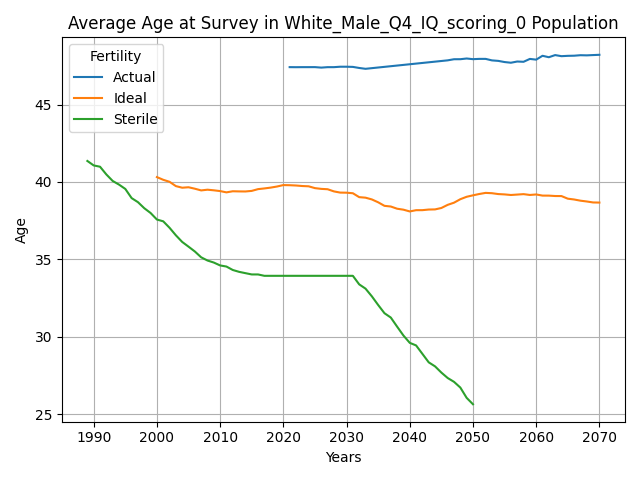 Average Age at Survey in White_Male_Q4_IQ_scoring_0 Population
Fertility
Actual
Ideal
Sterile
45
40
35
30
25
Age
1990 2000 2010 2020 2030 2040 2050 2060 2070
Years